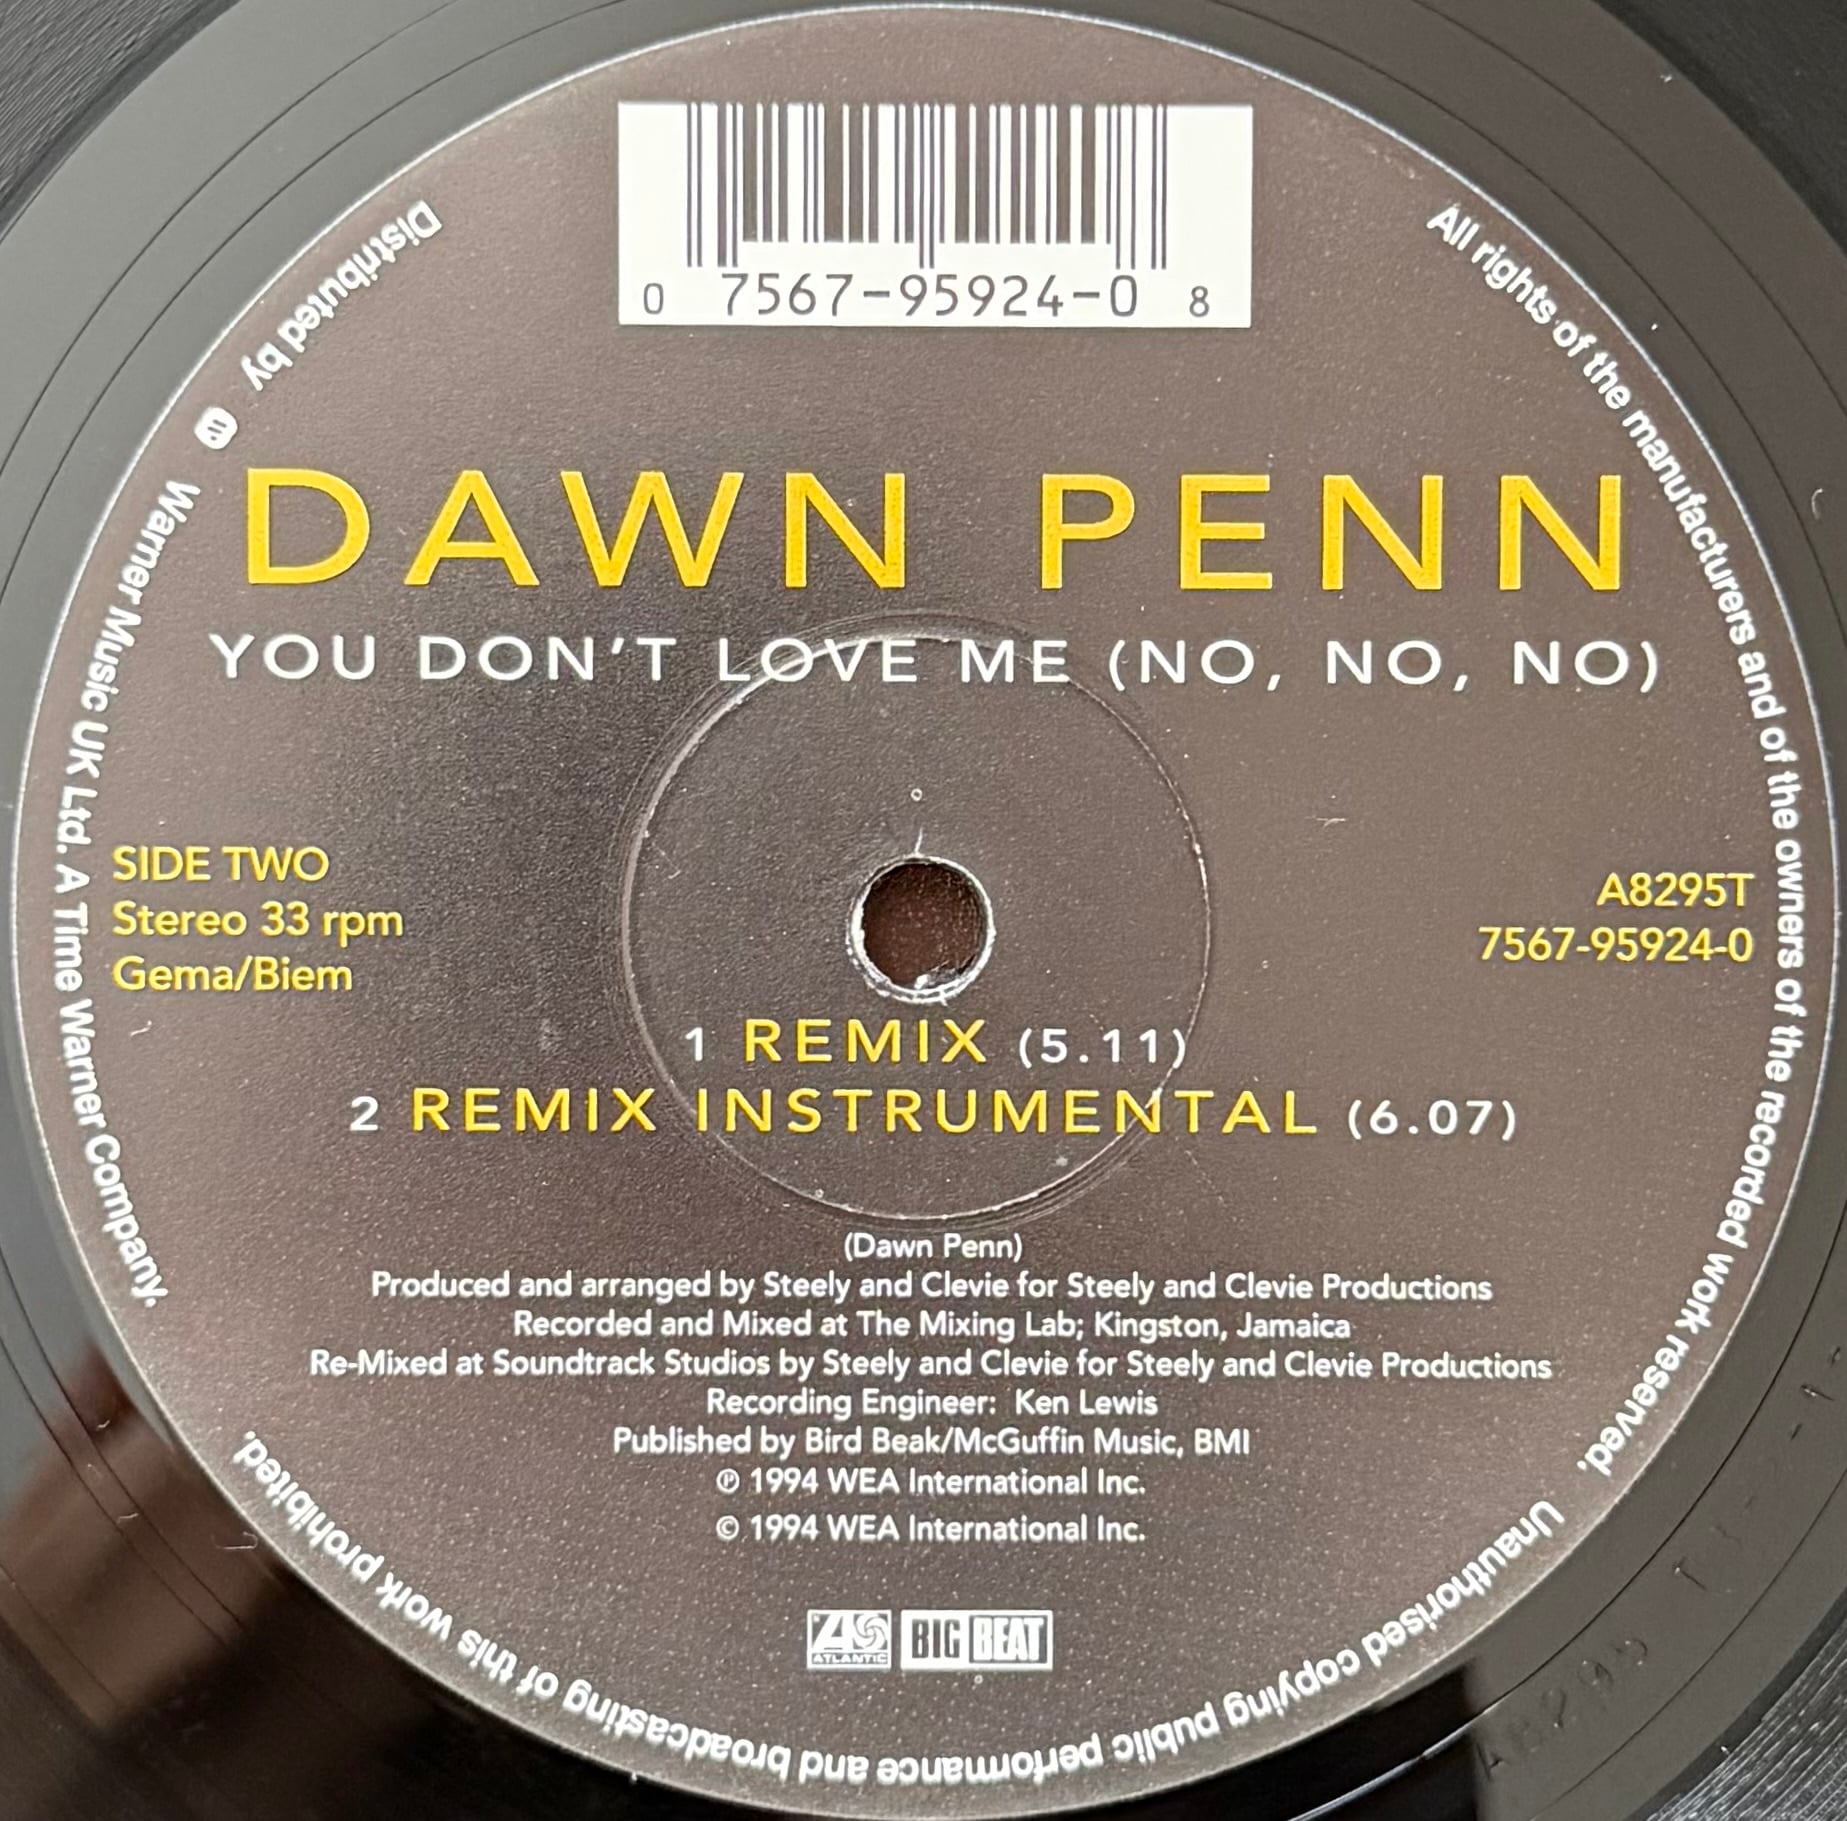 0 7567-95924-0 8
DAWN PENN
YOU DON'T LOVE ME (NO, NO, NO)
SIDE TWO
Stereo 33 rpm
Gema/Biem
A8295T
7567-95924-0
1 REMIX (5.11)
2 REMIX INSTRUMENTAL (6.07)
(Dawn Penn)
Produced and arranged by Steely and Clevie for Steely and Clevie Productions
Recorded and Mixed at The Mixing Lab; Kingston, Jamaica
Re-Mixed at Soundtrack Studios by Steely and Clevie for Steely and Clevie Productions
Recording Engineer: Ken Lewis
Published by Bird Beak/McGuffin Music, BMI
℗ 1994 WEA International Inc.
© 1994 WEA International Inc.
ATLANTIC BIG BEAT
All rights of the manufacturers and of the owners of the recorded work reserved.
Unauthorised copying public performance and broadcasting of this work prohibited.
Distributed by Warner Music UK Ltd. A Time Warner Company.